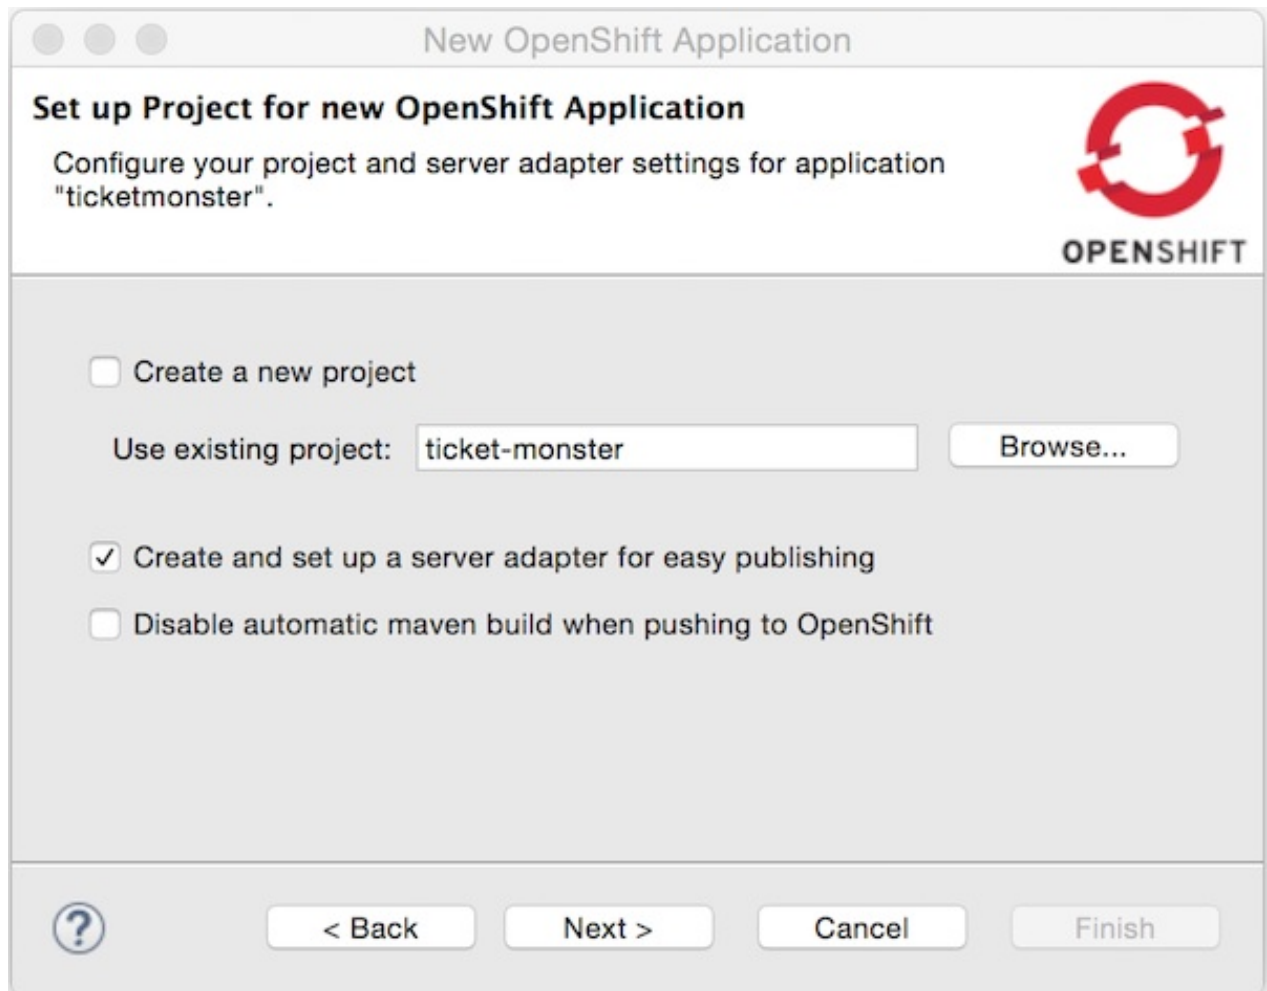 New OpenShift Application
Set up Project for new OpenShift Application
Configure your project and server adapter settings for application
"ticketmonster".
OPENSHIFT
Create a new project
Use existing project: ticket-monster Browse...
Create and set up a server adapter for easy publishing
Disable automatic maven build when pushing to OpenShift
? < Back Next > Cancel Finish